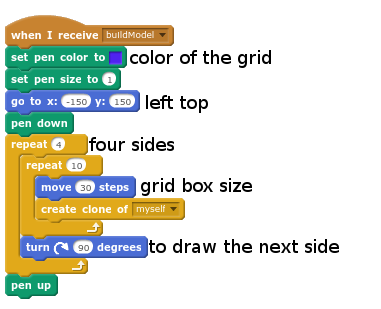 when I receive buildModel
set pen color to color of the grid
set pen size to 1
go to x: -150 y: 150 left top
pen down
repeat 4 four sides
repeat 10
move 30 steps grid box size
create clone of myself
turn 90 degrees to draw the next side
pen up